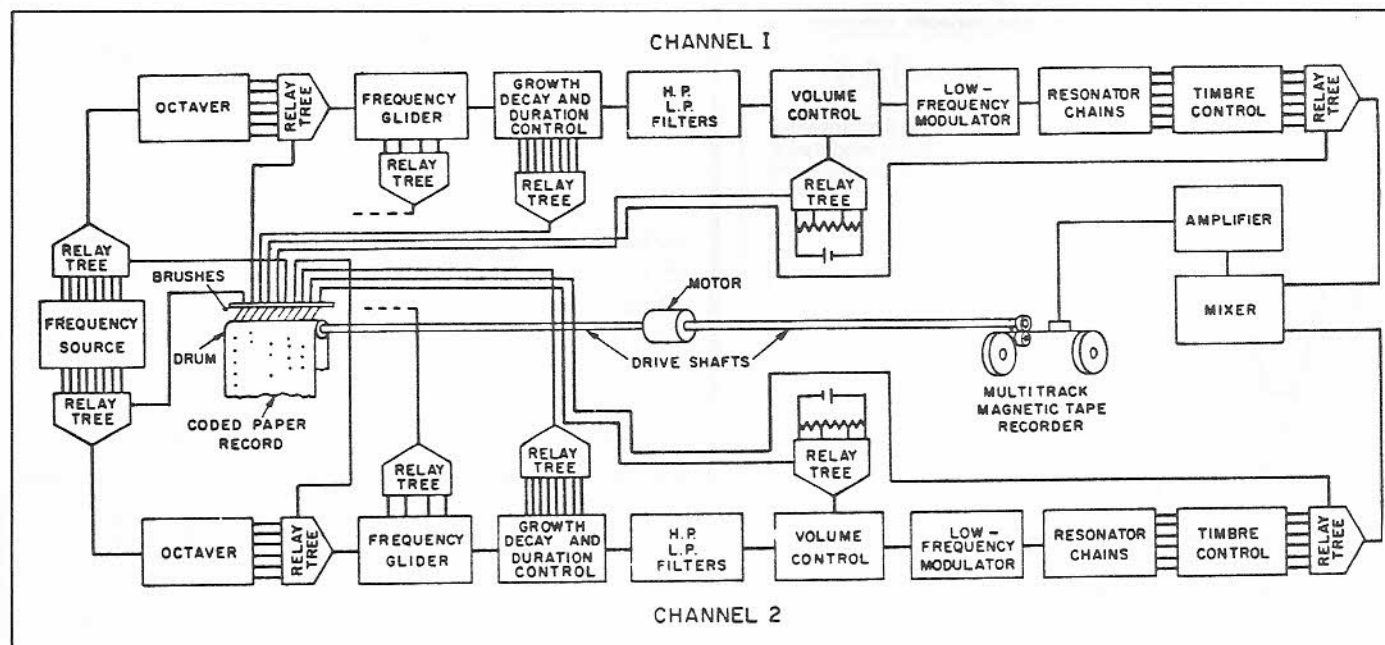 CHANNEL I
OCTAVER
RELAY
TREE
FREQUENCY
GLIDER
RELAY
TREE
GROWTH
DECAY AND
DURATION
CONTROL
RELAY
TREE
H.P.
L.P.
FILTERS
VOLUME
CONTROL
RELAY
TREE
LOW-
FREQUENCY
MODULATOR
RESONATOR
CHAINS
TIMBRE
CONTROL
RELAY
TREE
RELAY
TREE
BRUSHES
FREQUENCY
SOURCE
DRUM
RELAY
TREE
CODED PAPER
RECORD
MOTOR
DRIVE SHAFTS
MULTI TRACK
MAGNETIC TAPE
RECORDER
AMPLIFIER
MIXER
OCTAVER
RELAY
TREE
RELAY
TREE
FREQUENCY
GLIDER
RELAY
TREE
GROWTH
DECAY AND
DURATION
CONTROL
H.P.
L.P.
FILTERS
RELAY
TREE
VOLUME
CONTROL
LOW-
FREQUENCY
MODULATOR
RESONATOR
CHAINS
TIMBRE
CONTROL
RELAY
TREE
CHANNEL 2